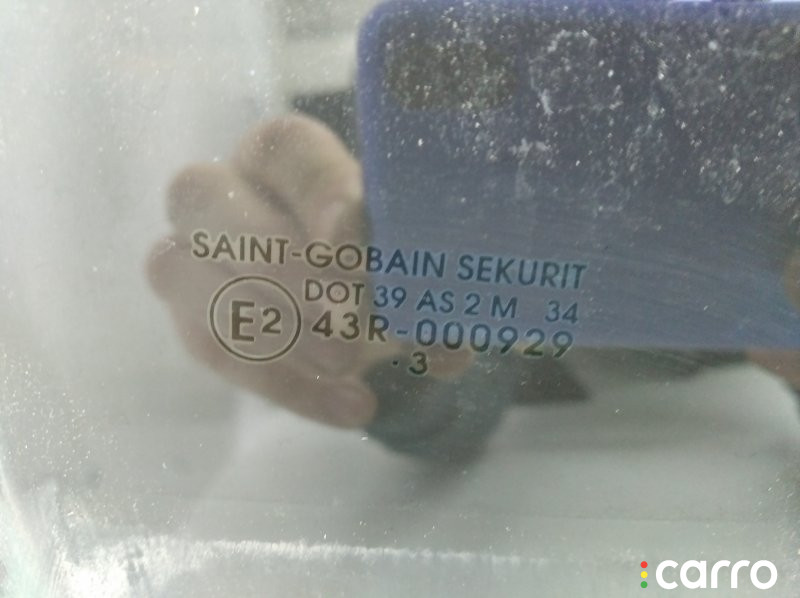 SAINT-GOBAIN SEKURIT
DOT 39 AS 2 M 34
E2 43R-000929
·3
carro